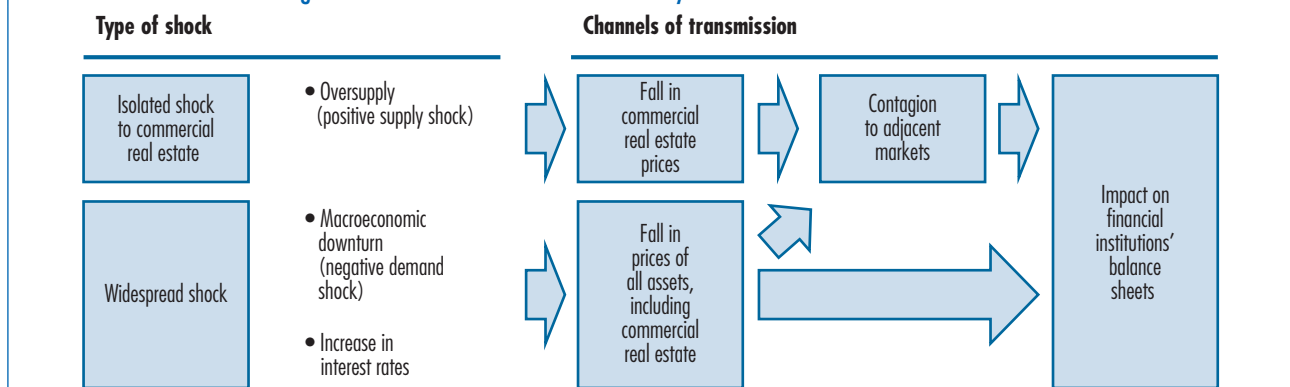 Type of shock
Channels of transmission
Isolated shock
to commercial
real estate
• Oversupply
(positive supply shock)
Fall in
commercial
real estate
prices
Contagion
to adjacent
markets
Impact on
financial
institutions’
balance
sheets
Widespread shock
• Macroeconomic
downturn
(negative demand
shock)
• Increase in
interest rates
Fall in
prices of
all assets,
including
commercial
real estate